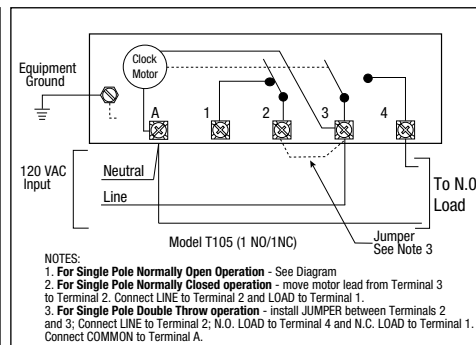 Equipment
Ground
Clock
Motor
A
1
2
3
4
120 VAC
Input
Neutral
Line
To N.O
Load
Model T105 (1 NO/1NC)
Jumper
See Note 3
NOTES:
1. For Single Pole Normally Open Operation - See Diagram
2. For Single Pole Normally Closed operation - move motor lead from Terminal 3
to Terminal 2. Connect LINE to Terminal 2 and LOAD to Terminal 1.
3. For Single Pole Double Throw operation - install JUMPER between Terminals 2
and 3; Connect LINE to Terminal 2; N.O. LOAD to Terminal 4 and N.C. LOAD to Terminal 1.
Connect COMMON to Terminal A.